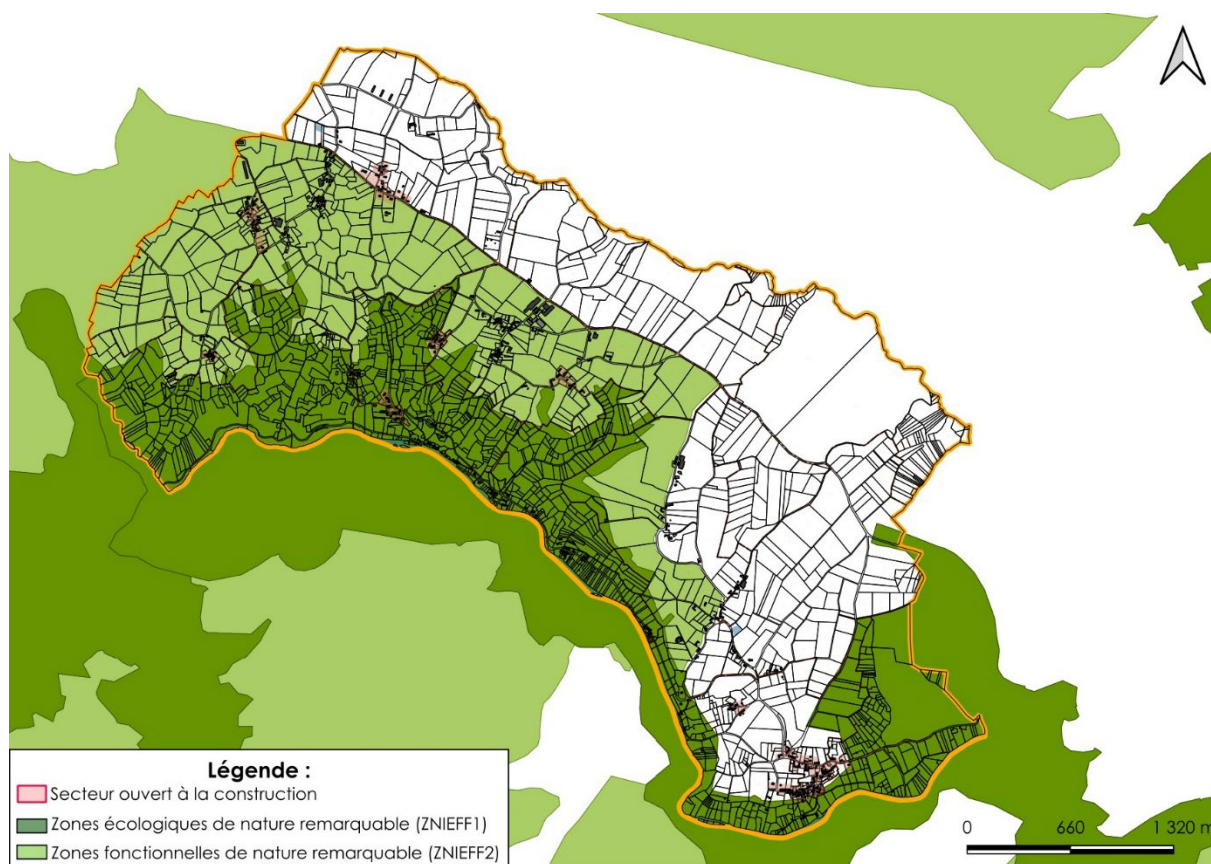 Légende :
Secteur ouvert à la construction
Zones écologiques de nature remarquable (ZNIEFF1)
Zones fonctionnelles de nature remarquable (ZNIEFF2)
0 660 1 320 m